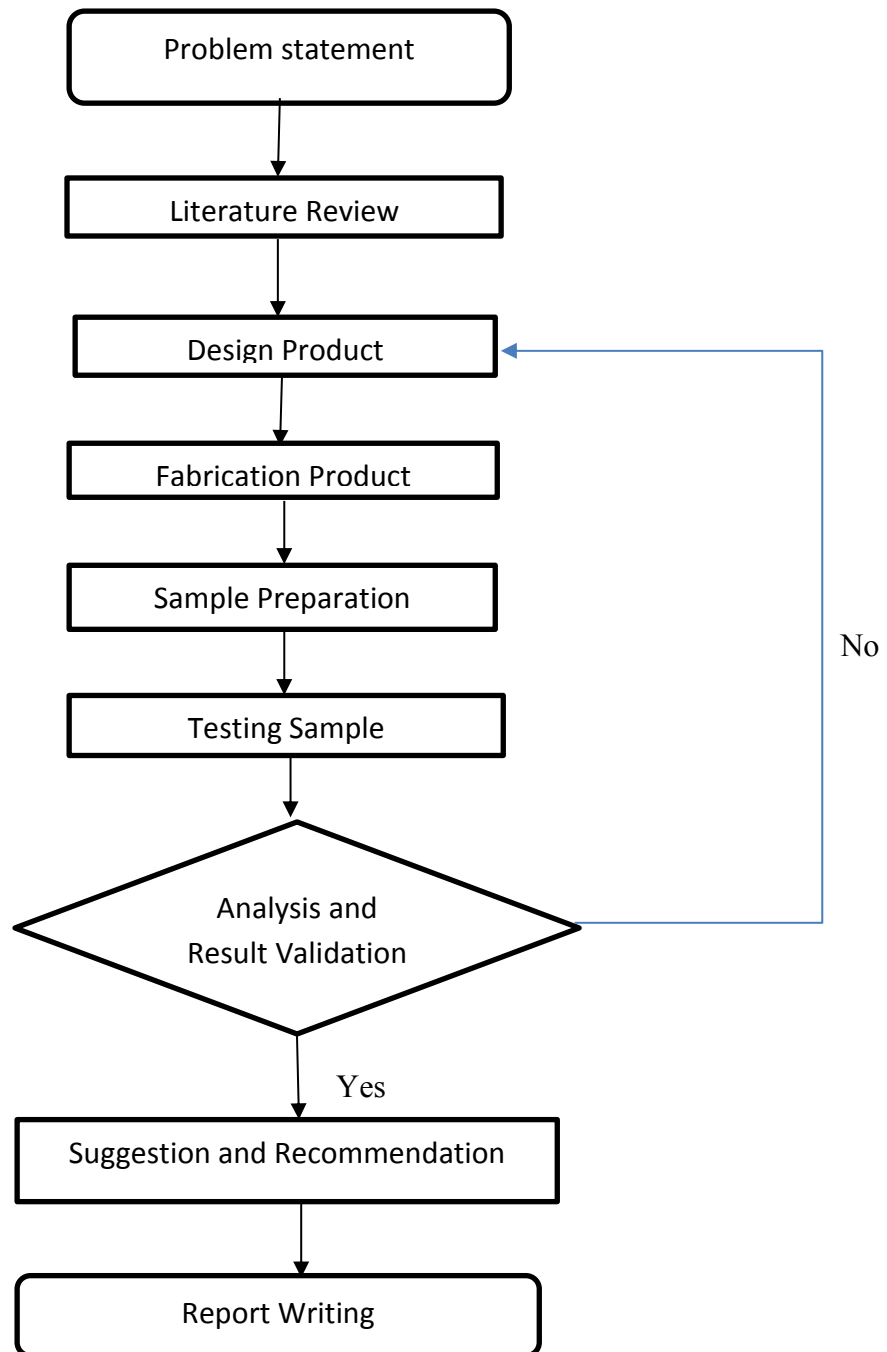 Problem statement
Literature Review
Design Product
Fabrication Product
Sample Preparation
No
Testing Sample
Analysis and
Result Validation
Yes
Suggestion and Recommendation
Report Writing